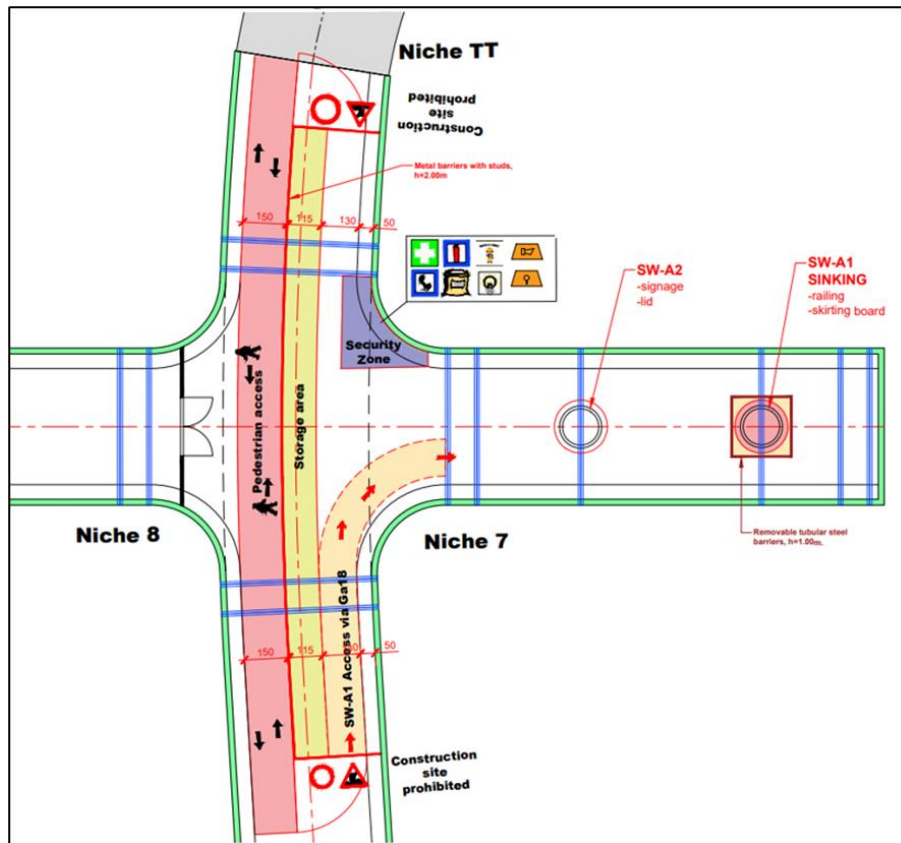 Niche TT
Construction
site
prohibited
Metal barriers with studs,
h=2.00m
150
115
130
50
SW-A2
-signage
-lid
SW-A1
SINKING
-railing
-skirting board
Security
Zone
Pedestrian access
Storage area
Niche 8
Niche 7
Removable tubular steel
barriers, h=1.00m.
SW-A1 Access via Ga18
150
115
50
Construction
site
prohibited